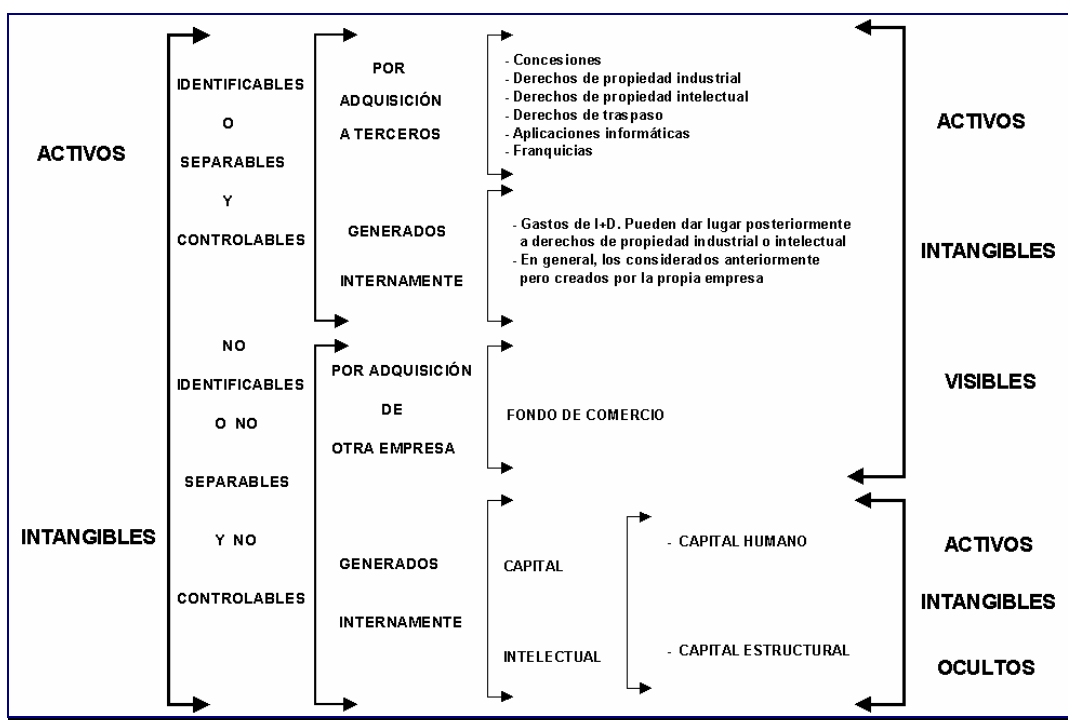 ACTIVOS
INTANGIBLES
IDENTIFICABLES
O
SEPARABLES
Y
CONTROLABLES
NO
IDENTIFICABLES
O NO
SEPARABLES
Y NO
CONTROLABLES
POR
ADQUISICIÓN
A TERCEROS
GENERADOS
INTERNAMENTE
POR ADQUISICIÓN
DE
OTRA EMPRESA
GENERADOS
INTERNAMENTE
- Concesiones
- Derechos de propiedad industrial
- Derechos de propiedad intelectual
- Derechos de traspaso
- Aplicaciones informáticas
- Franquicias
- Gastos de I+D. Pueden dar lugar posteriormente
a derechos de propiedad industrial o intelectual
- En general, los considerados anteriormente
pero creados por la propia empresa
FONDO DE COMERCIO
CAPITAL
INTELECTUAL
- CAPITAL HUMANO
- CAPITAL ESTRUCTURAL
ACTIVOS
INTANGIBLES
VISIBLES
ACTIVOS
INTANGIBLES
OCULTOS